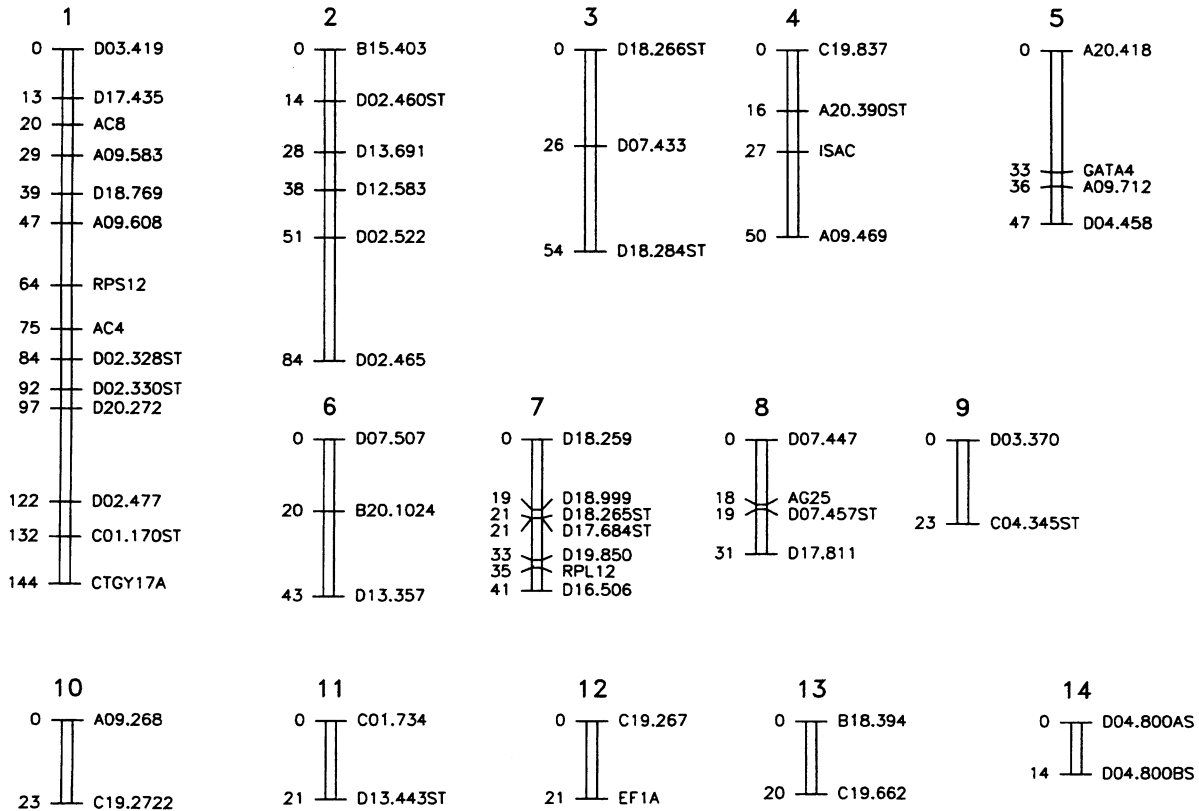 1
0 D03.419
13 D17.435
20 AC8
29 A09.583
39 D18.769
47 A09.608
64 RPS12
75 AC4
84 D02.328ST
92 D02.330ST
97 D20.272
122 D02.477
132 C01.170ST
144 CTGY17A
2
0 B15.403
14 D02.460ST
28 D13.691
38 D12.583
51 D02.522
84 D02.465
3
0 D18.266ST
26 D07.433
54 D18.284ST
4
0 C19.837
16 A20.390ST
27 ISAC
50 A09.469
5
0 A20.418
33 GATA4
36 A09.712
47 D04.458
6
0 D07.507
20 B20.1024
43 D13.357
7
0 D18.259
19 D18.999
21 D18.265ST
21 D17.684ST
33 D19.850
35 RPL12
41 D16.506
8
0 D07.447
18 AG25
19 D07.457ST
31 D17.811
9
0 D03.370
23 C04.345ST
10
0 A09.268
23 C19.2722
11
0 C01.734
21 D13.443ST
12
0 C19.267
21 EF1A
13
0 B18.394
20 C19.662
14
0 D04.800AS
14 D04.800BS